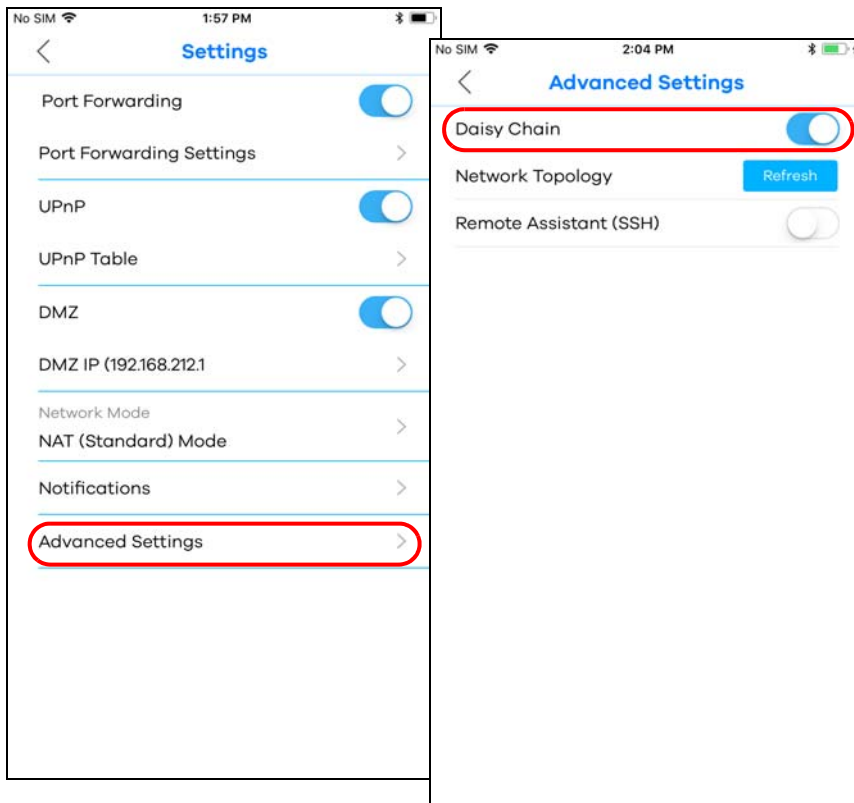 No SIM 1:57 PM
Settings
Port Forwarding
Port Forwarding Settings
UPnP
UPnP Table
DMZ
DMZ IP (192.168.212.1
Network Mode
NAT (Standard) Mode
Notifications
Advanced Settings
No SIM 2:04 PM
Advanced Settings
Daisy Chain
Network Topology Refresh
Remote Assistant (SSH)